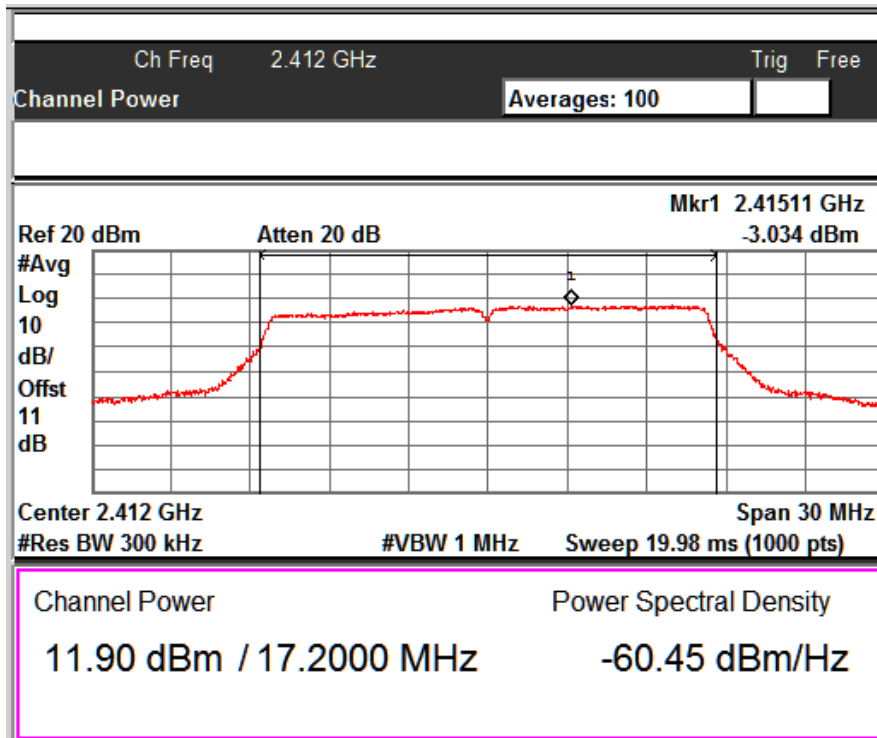 Ch Freq 2.412 GHz Trig Free
Channel Power Averages: 100
Mkr1 2.41511 GHz
Ref 20 dBm Atten 20 dB -3.034 dBm
#Avg
Log
10
dB/
Offst
11
dB
1
Center 2.412 GHz Span 30 MHz
#Res BW 300 kHz #VBW 1 MHz Sweep 19.98 ms (1000 pts)
Channel Power Power Spectral Density
11.90 dBm / 17.2000 MHz -60.45 dBm/Hz